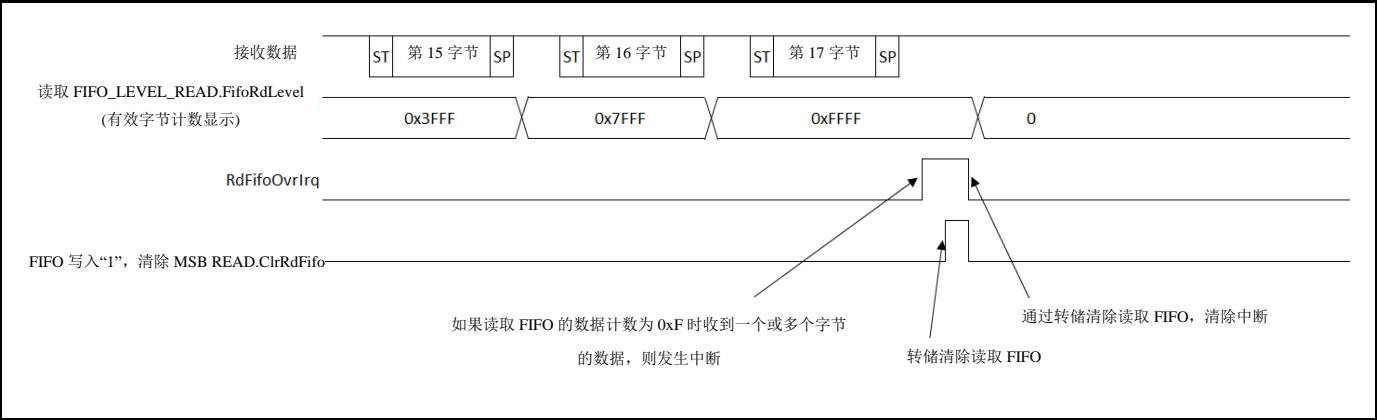 接收数据
ST 第 15 字节 SP ST 第 16 字节 SP ST 第 17 字节 SP
读取 FIFO_LEVEL_READ.FifoRdLevel
(有效字节计数显示)
0x3FFF 0x7FFF 0xFFFF 0
RdFifoOvrIrq
FIFO 写入“1”，清除 MSB READ.ClrRdFifo
如果读取 FIFO 的数据计数为 0xF 时收到一个或多个字节
的数据，则发生中断
通过转储清除读取 FIFO，清除中断
转储清除读取 FIFO